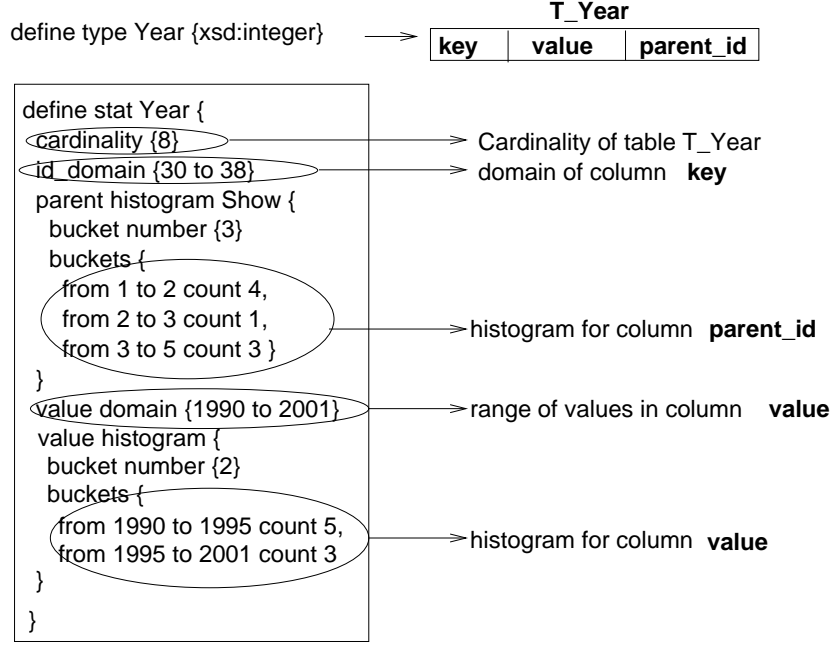 T_Year
define type Year {xsd:integer}
key value parent_id
define stat Year {
cardinality {8}
Cardinality of table T_Year
id_domain {30 to 38}
domain of column key
parent histogram Show {
bucket number {3}
buckets {
from 1 to 2 count 4,
from 2 to 3 count 1,
histogram for column parent_id
from 3 to 5 count 3 }
}
value domain {1990 to 2001}
range of values in column value
value histogram {
bucket number {2}
buckets {
from 1990 to 1995 count 5,
histogram for column value
from 1995 to 2001 count 3
}
}